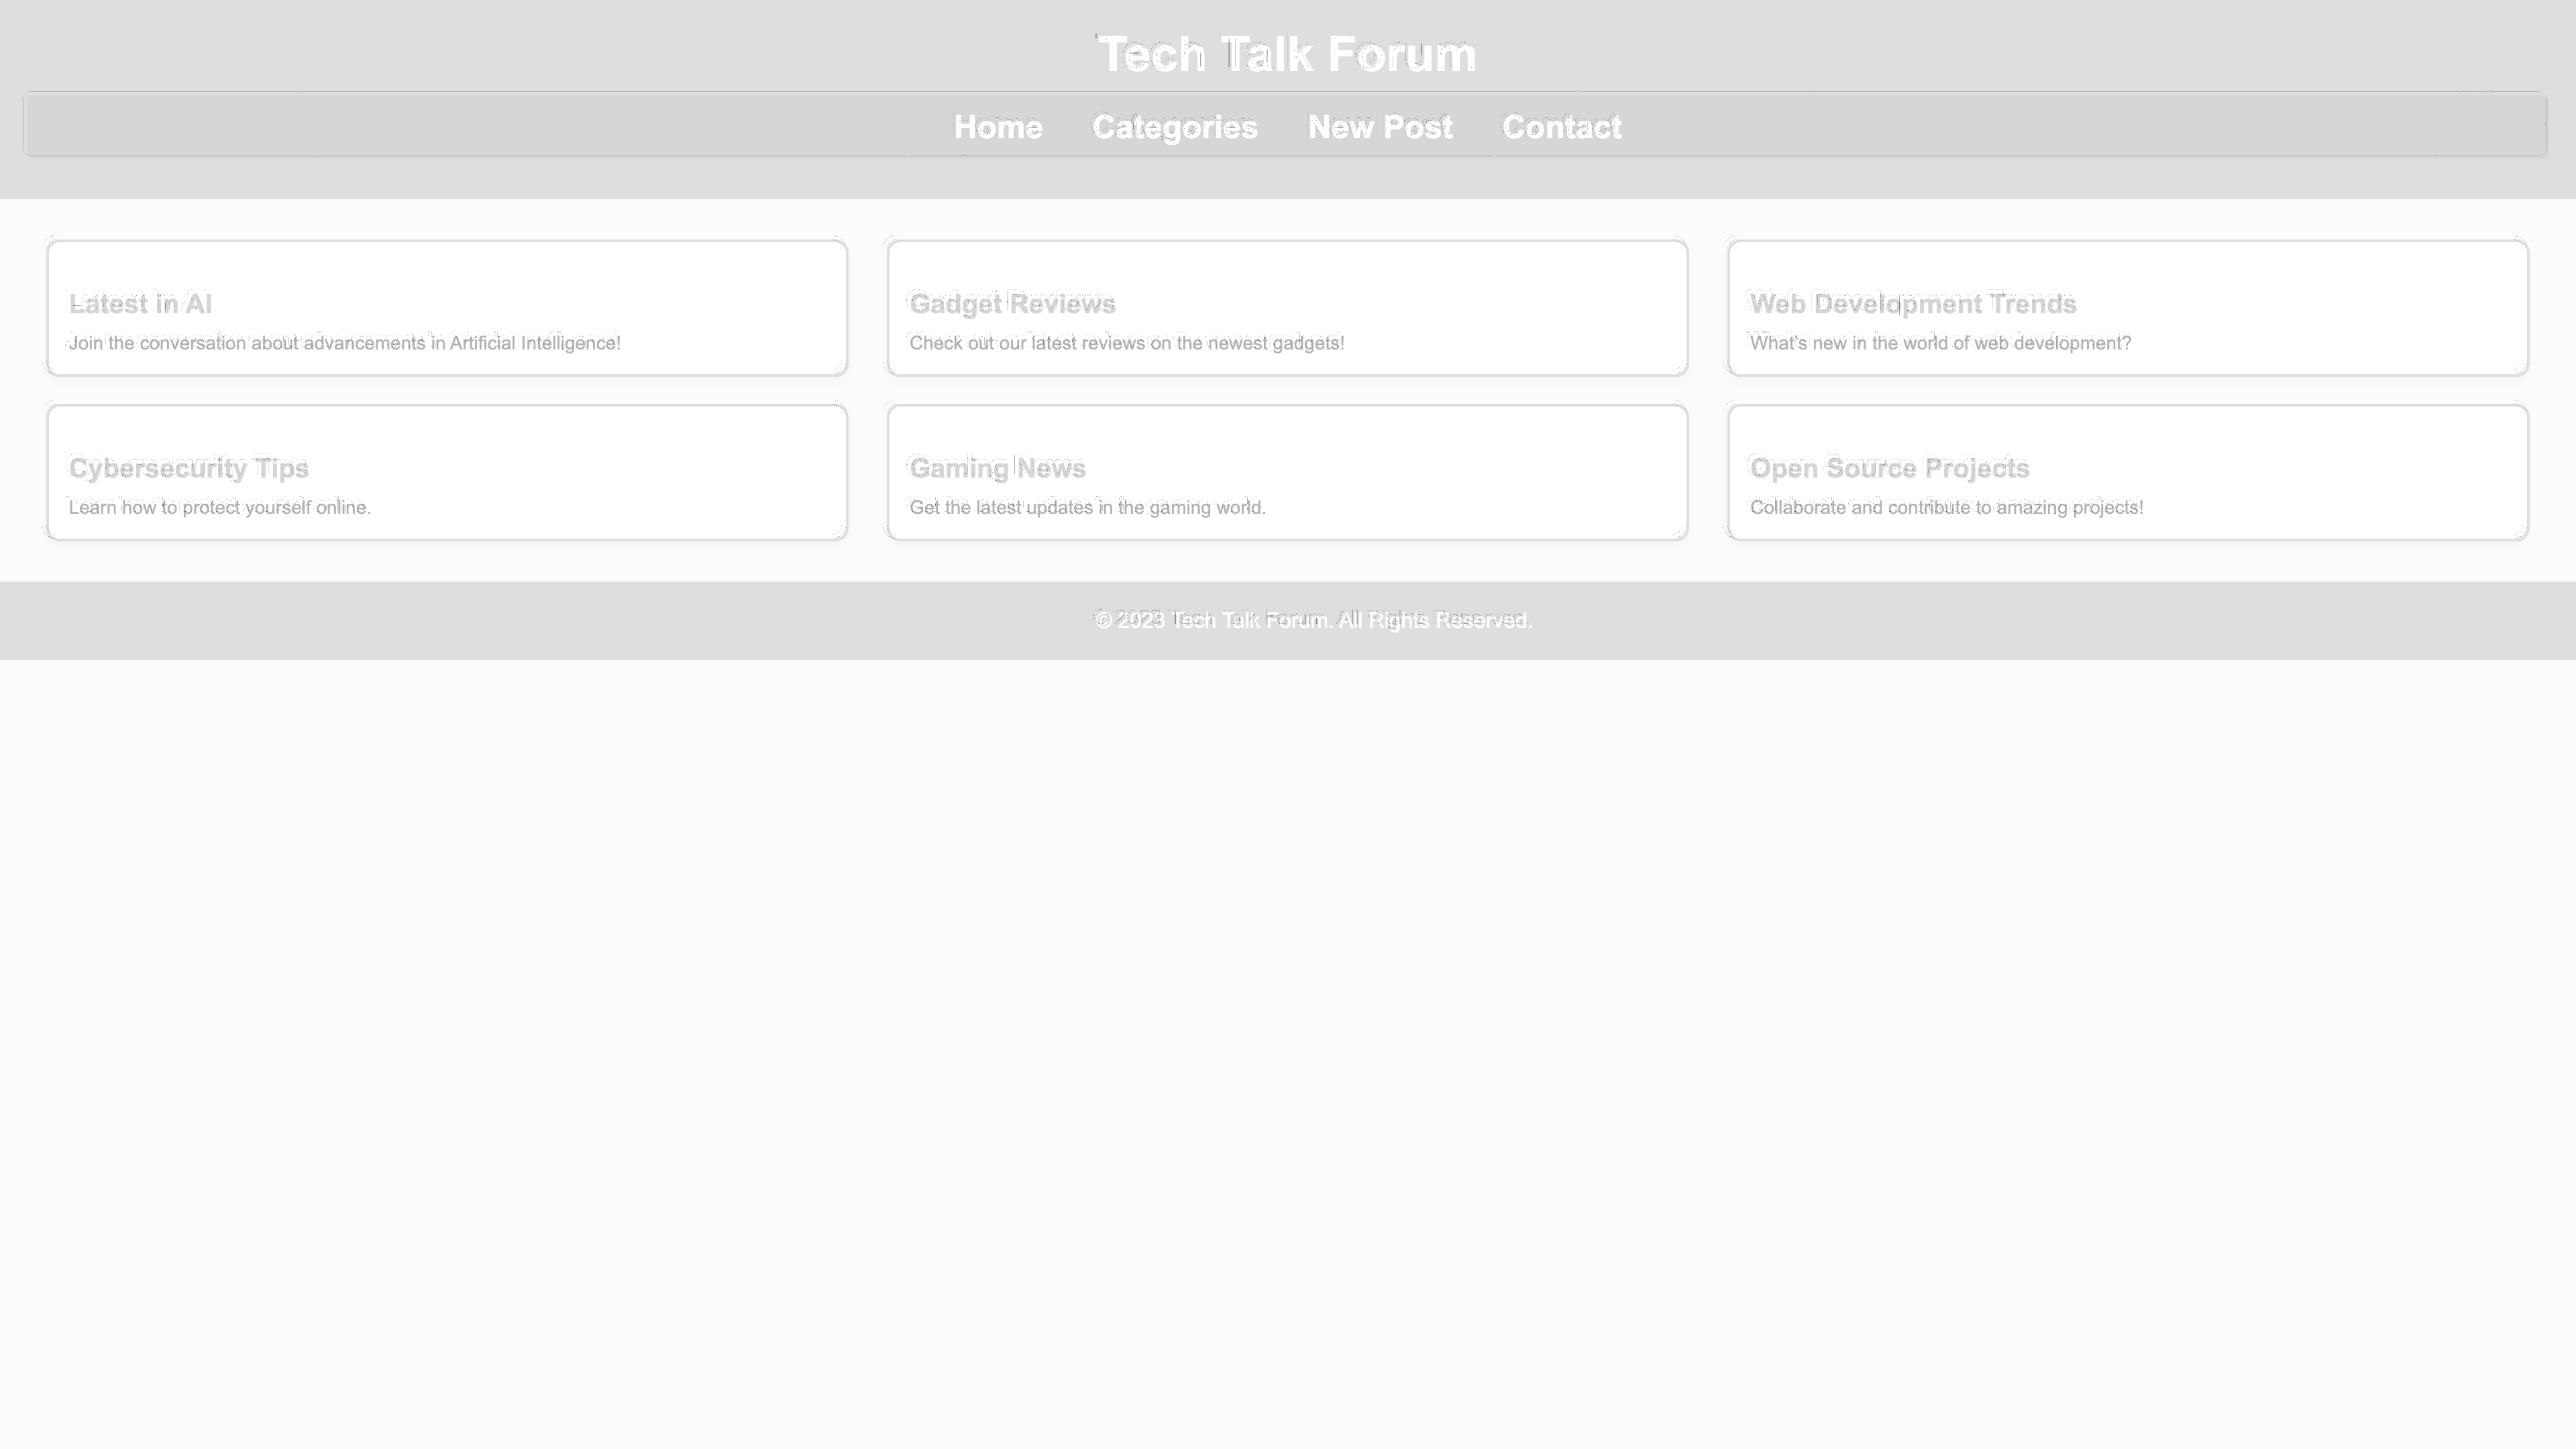 Tech Talk Forum
Home Categories New Post Contact
Latest in AI
Join the conversation about advancements in Artificial Intelligence!
Gadget Reviews
Check out our latest reviews on the newest gadgets!
Web Development Trends
What's new in the world of web development?
Cybersecurity Tips
Learn how to protect yourself online.
Gaming News
Get the latest updates in the gaming world.
Open Source Projects
Collaborate and contribute to amazing projects!
© 2023 Tech Talk Forum. All Rights Reserved.